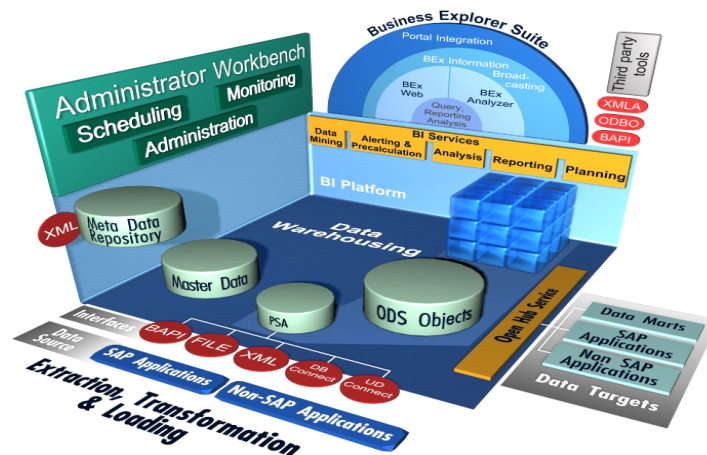 Business Explorer Suite
Portal Integration
BEx Information
Broad-
casting
BEx
Web
BEx
Analyzer
Query,
Reporting
Analysis
Third party
tools
XMLA
ODBO
BAPI
Administrator Workbench
Scheduling
Monitoring
Administration
BI Services
Data
Mining
Alerting &
Precalculation
Analysis
Reporting
Planning
BI Platform
Data
Warehousing
XML
Meta Data
Repository
Master Data
PSA
ODS Objects
Open Hub Service
Data Marts
SAP
Applications
Non SAP
Applications
Data Targets
Interfaces
BAPI
FILE
XML
DB
Connect
UD
Connect
Data
Source
SAP Applications
Non-SAP Applications
Extraction, Transformation
& Loading